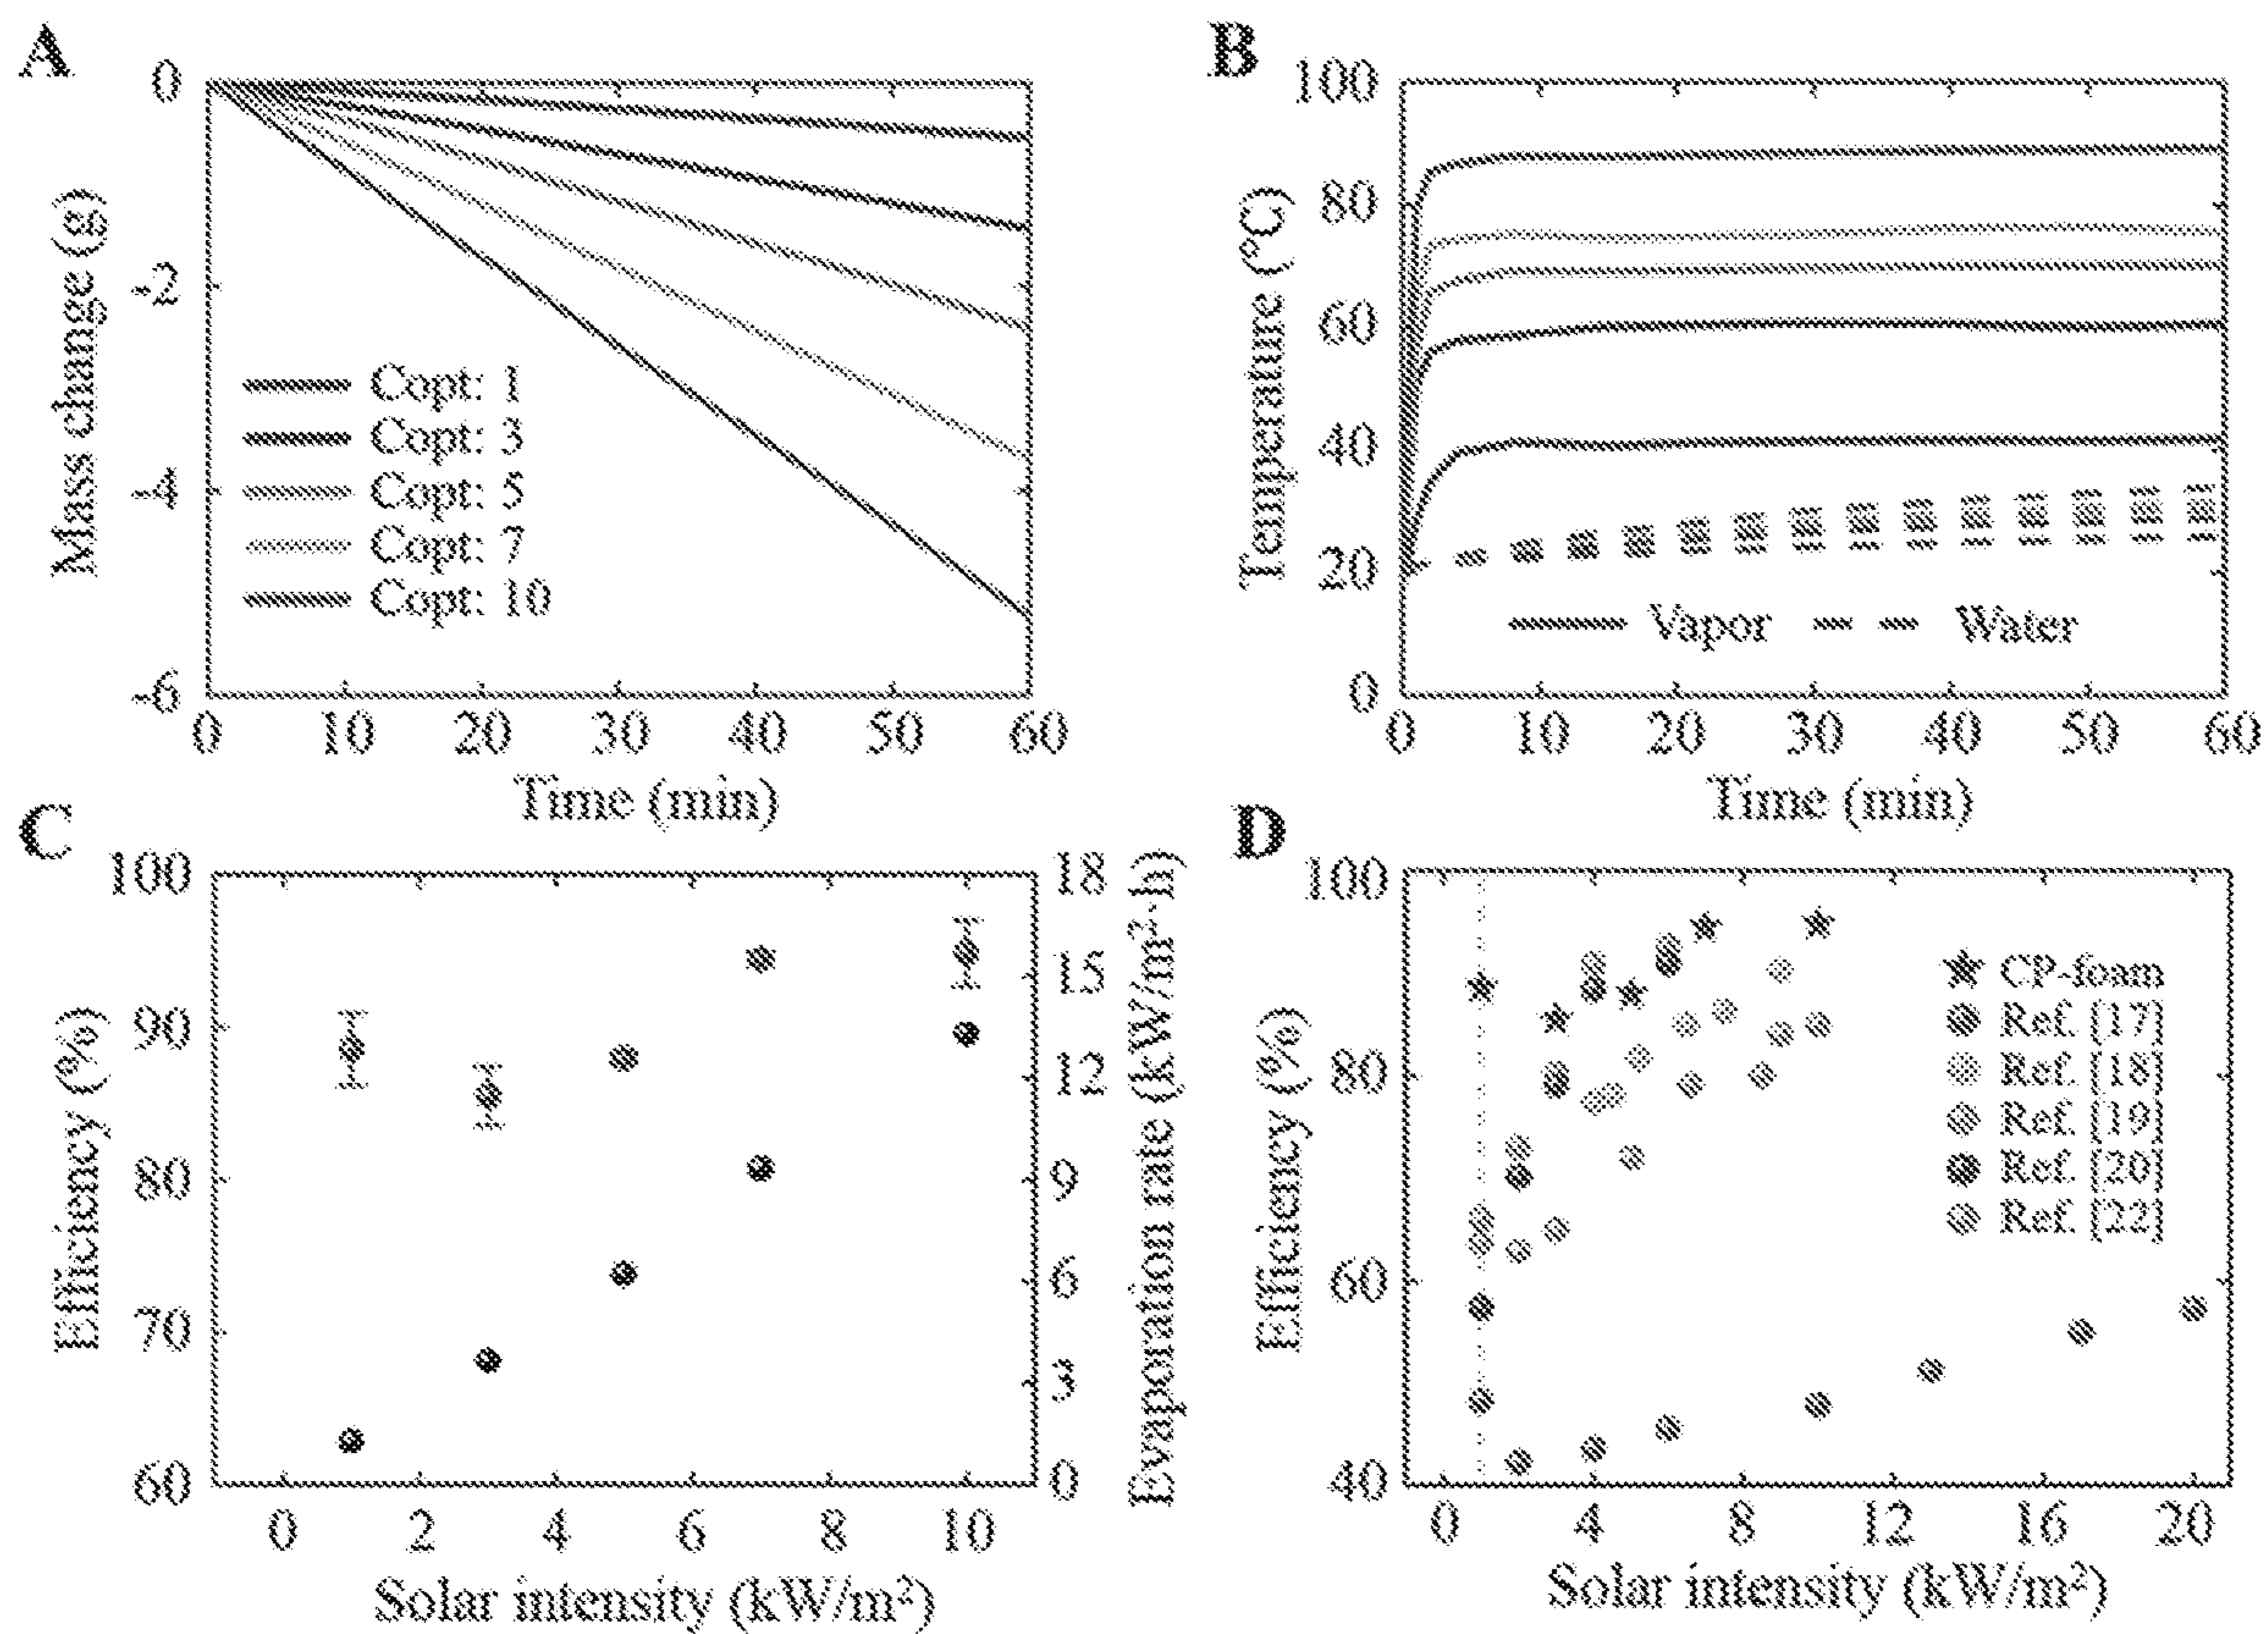 A
0
-2
-4
-6
Mass change (g)
Copt: 1
Copt: 3
Copt: 5
Copt: 7
Copt: 10
0 10 20 30 40 50 60
Time (min)
B
100
80
60
40
20
0
Temperature (°C)
Vapor Water
0 10 20 30 40 50 60
Time (min)
C
100
90
80
70
60
Efficiency (%)
18
15
12
9
6
3
0
Evaporation rate (kW/m²·h)
0 2 4 6 8 10
Solar intensity (kW/m²)
D
100
80
60
40
Efficiency (%)
CP-foam
Ref. [17]
Ref. [18]
Ref. [19]
Ref. [20]
Ref. [22]
0 4 8 12 16 20
Solar intensity (kW/m²)